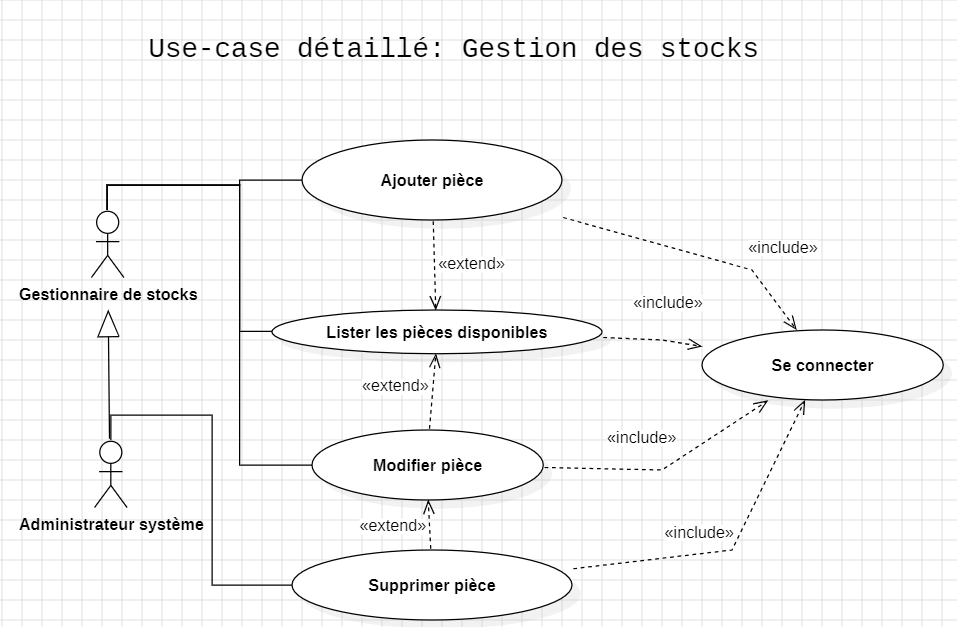 Use-case détaillé: Gestion des stocks
Ajouter pièce
«include»
«extend»
Gestionnaire de stocks
«include»
Lister les pièces disponibles
Se connecter
«extend»
«include»
Modifier pièce
Administrateur système
«extend»
«include»
Supprimer pièce